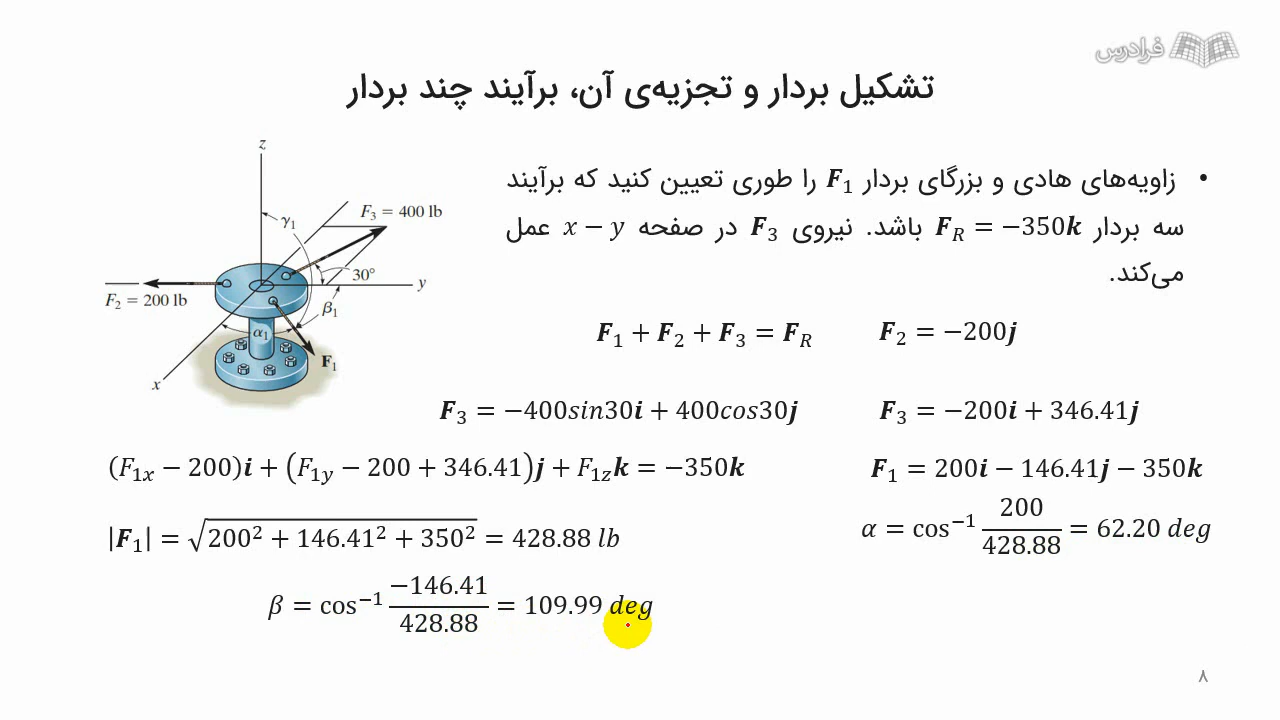 فرادرس
تشکیل بردار و تجزیه‌ی آن، برآیند چند بردار
• زاویه‌های هادی و بزرگای بردار F₁ را طوری تعیین کنید که برآیند
سه بردار F_R = −350k باشد. نیروی F₃ در صفحه x − y عمل
می‌کند.
z
γ₁
F₃ = 400 lb
30°
y
F₂ = 200 lb
β₁
α₁
F₁
x
F₁ + F₂ + F₃ = F_R
F₂ = −200j
F₃ = −400sin30i + 400cos30j
F₃ = −200i + 346.41j
(F₁ₓ − 200)i + (F₁y − 200 + 346.41)j + F₁zk = −350k
F₁ = 200i − 146.41j − 350k
|F₁| = √(200² + 146.41² + 350²) = 428.88 lb
α = cos⁻¹ 200/428.88 = 62.20 deg
β = cos⁻¹ −146.41/428.88 = 109.99 deg
۸